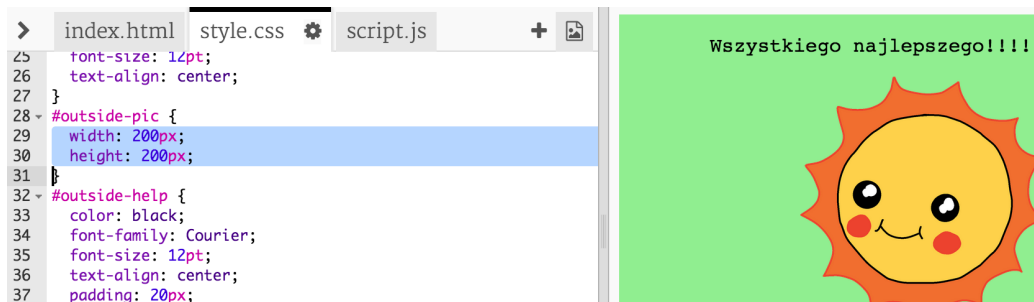 index.html style.css script.js
25 font-size: 12pt;
26 text-align: center;
27 }
28 #outside-pic {
29 width: 200px;
30 height: 200px;
31 }
32 #outside-help {
33 color: black;
34 font-family: Courier;
35 font-size: 12pt;
36 text-align: center;
37 padding: 20px;
Wszystkiego najlepszego!!!!